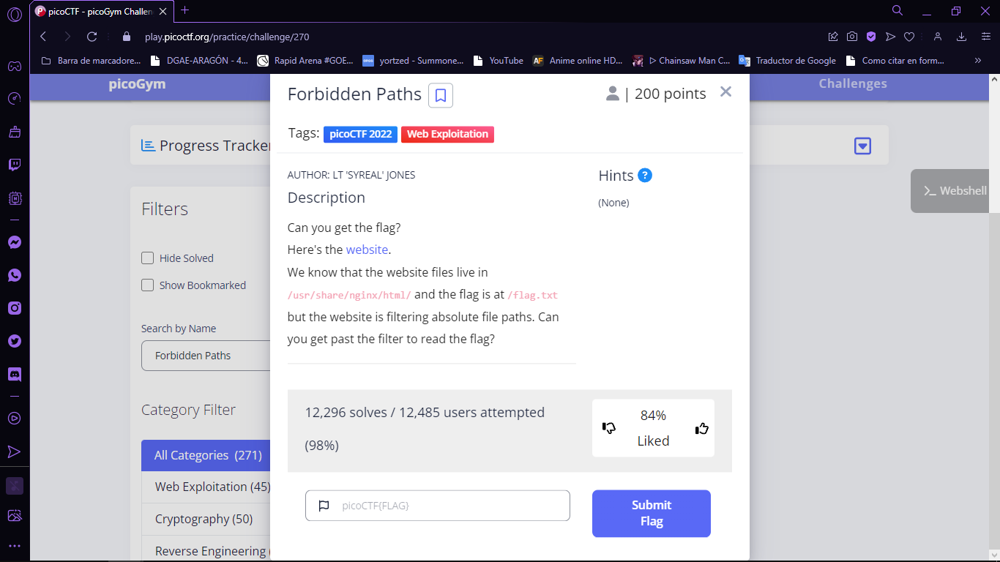 picoCTF - picoGym Challen
play.picoctf.org/practice/challenge/270
Barra de marcadore...
DGAE-ARAGÓN - 4...
Rapid Arena #GOE...
yortzed - Summone...
YouTube
AF Anime online HD...
▷ Chainsaw Man C...
Traductor de Google
Como citar en form...
»
picoGym
Challenges
Forbidden Paths
| 200 points
Tags: picoCTF 2022 Web Exploitation
Progress Tracker
AUTHOR: LT 'SYREAL' JONES
Description
Hints ?
(None)
Webshell
Can you get the flag?
Here's the website.
We know that the website files live in
/usr/share/nginx/html/ and the flag is at /flag.txt
but the website is filtering absolute file paths. Can
you get past the filter to read the flag?
Filters
Hide Solved
Show Bookmarked
Search by Name
Forbidden Paths
Category Filter
All Categories (271)
Web Exploitation (45)
Cryptography (50)
Reverse Engineering (
12,296 solves / 12,485 users attempted
(98%)
84%
Liked
picoCTF{FLAG}
Submit
Flag